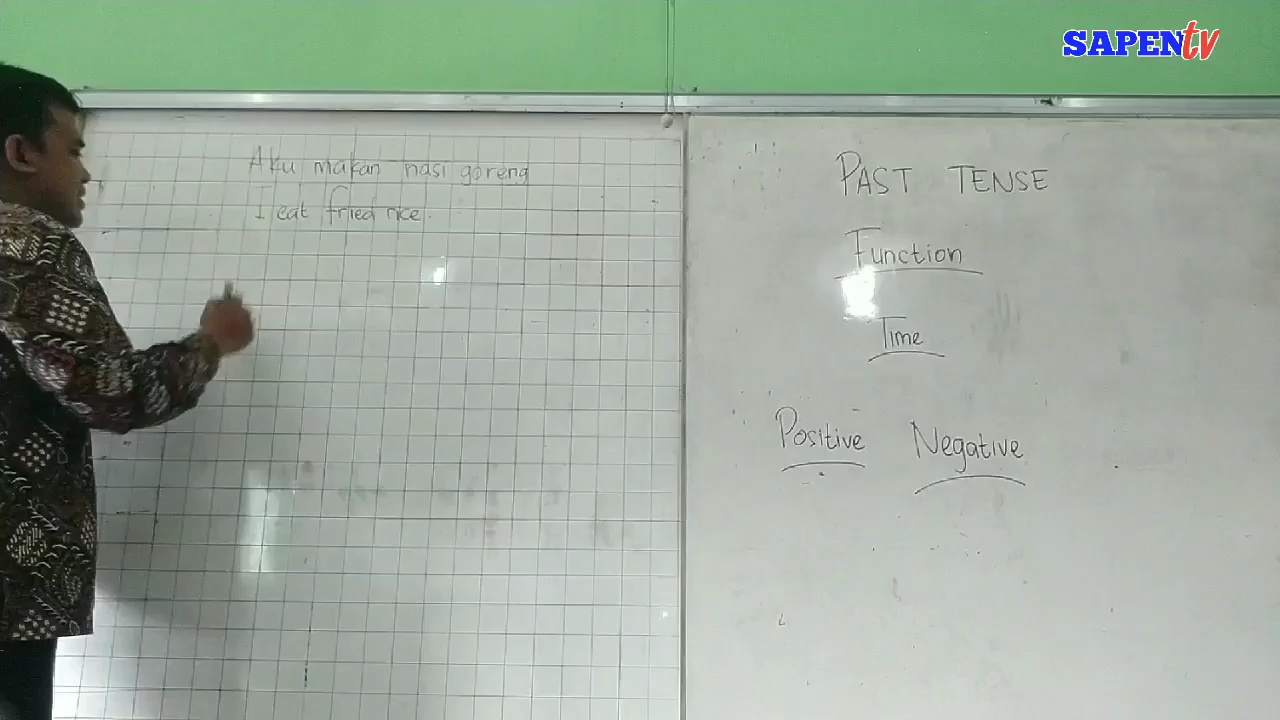 SAPENtv
Aku makan nasi goreng
I eat fried rice.
PAST TENSE
Function
Time
Positive Negative